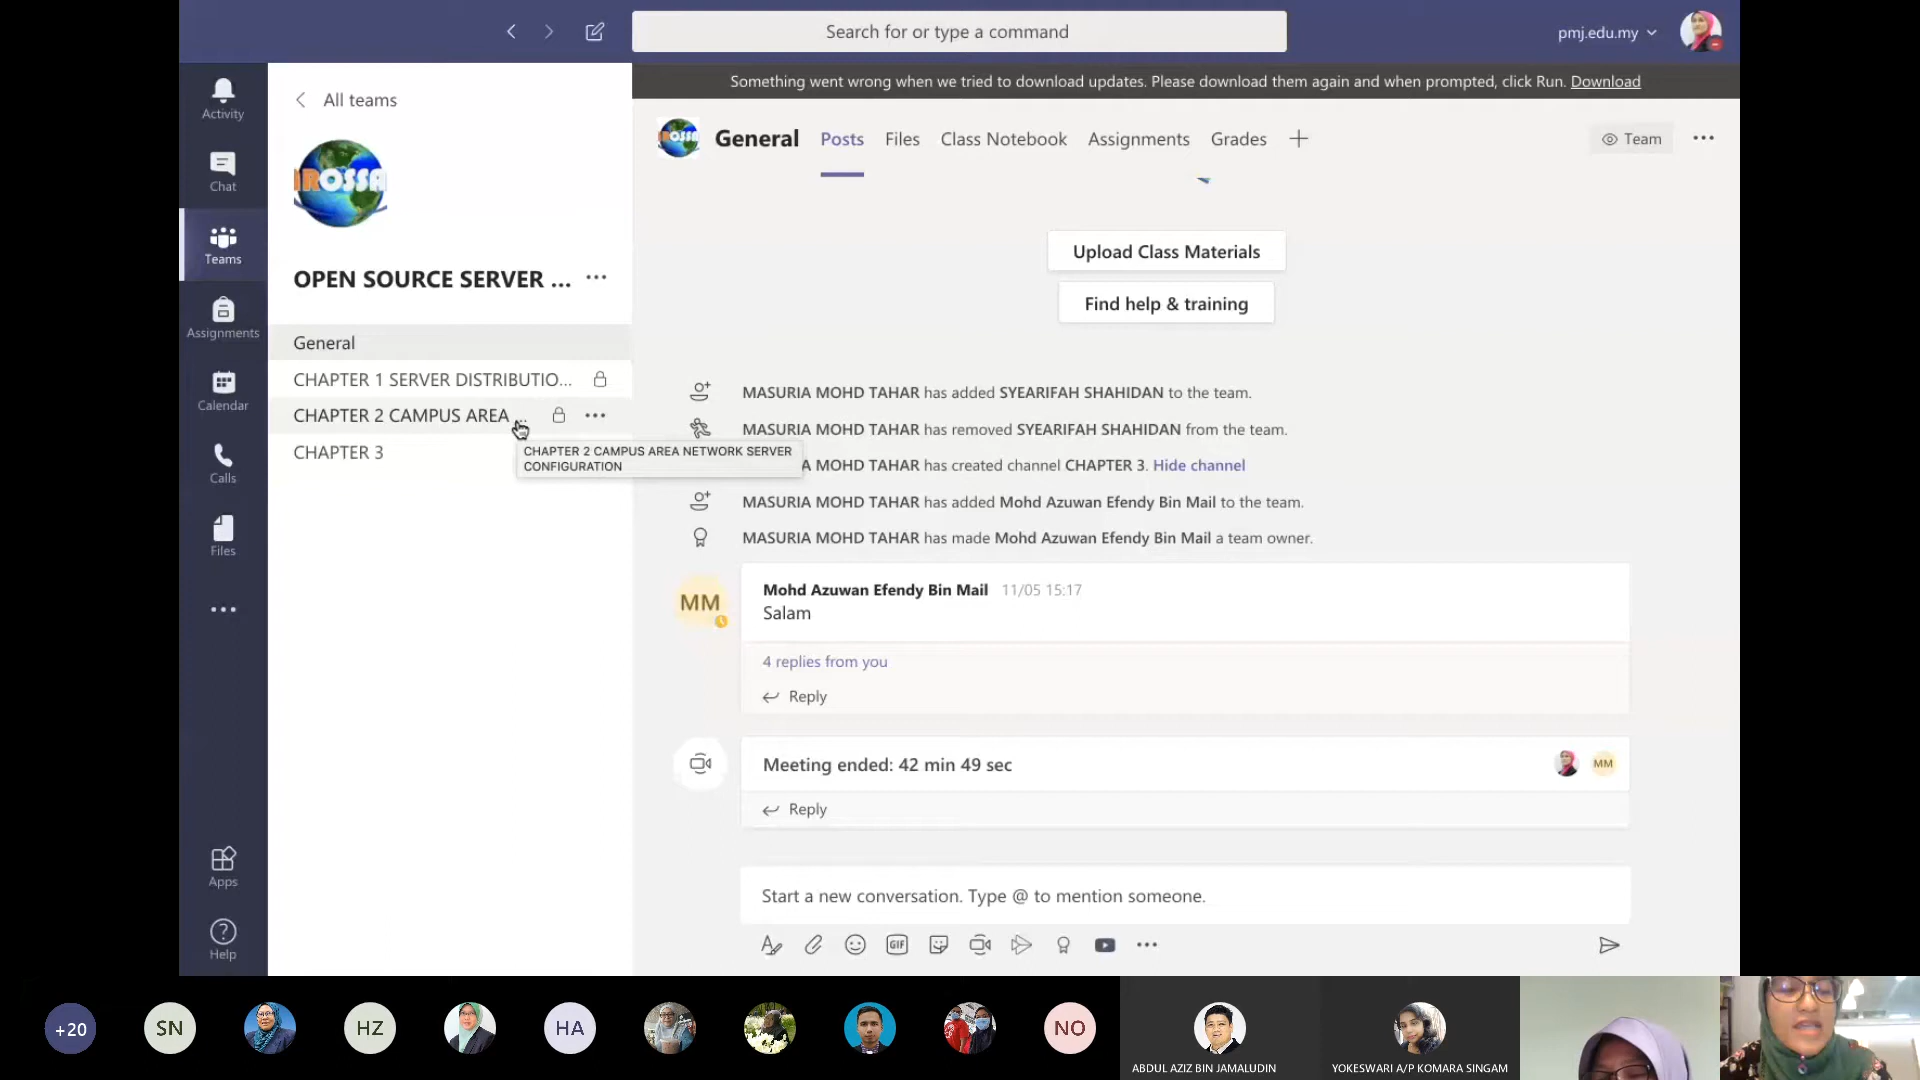 Search for or type a command
pmj.edu.my
Something went wrong when we tried to download updates. Please download them again and when prompted, click Run. Download
Activity
Chat
Teams
Assignments
Calendar
Calls
Files
Apps
Help
All teams
IROSSA
OPEN SOURCE SERVER ...
General
CHAPTER 1 SERVER DISTRIBUTIO...
CHAPTER 2 CAMPUS AREA ...
CHAPTER 3
CHAPTER 2 CAMPUS AREA NETWORK SERVER
CONFIGURATION
General Posts Files Class Notebook Assignments Grades
Team
Upload Class Materials
Find help & training
MASURIA MOHD TAHAR has added SYEARIFAH SHAHIDAN to the team.
MASURIA MOHD TAHAR has removed SYEARIFAH SHAHIDAN from the team.
A MOHD TAHAR has created channel CHAPTER 3. Hide channel
MASURIA MOHD TAHAR has added Mohd Azuwan Efendy Bin Mail to the team.
MASURIA MOHD TAHAR has made Mohd Azuwan Efendy Bin Mail a team owner.
MM
Mohd Azuwan Efendy Bin Mail 11/05 15:17
Salam
4 replies from you
Reply
Meeting ended: 42 min 49 sec
MM
Reply
Start a new conversation. Type @ to mention someone.
GIF
+20
SN
HZ
HA
NO
ABDUL AZIZ BIN JAMALUDIN
YOKESWARI A/P KOMARA SINGAM